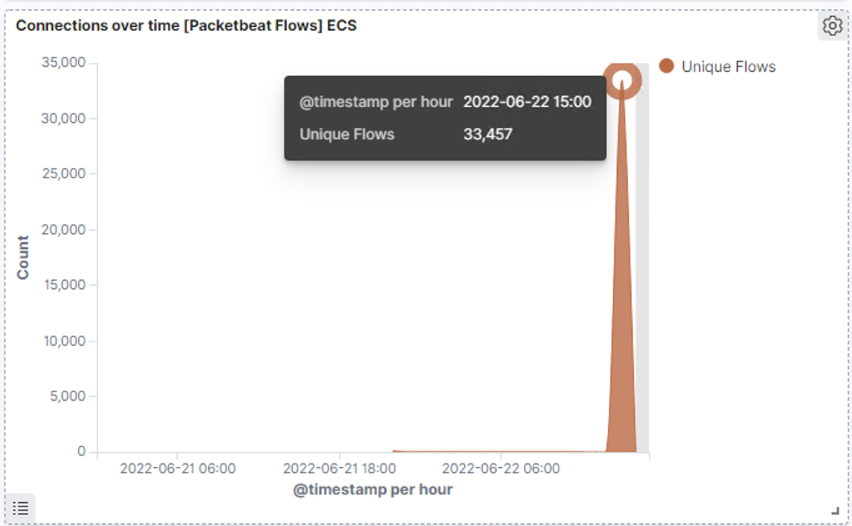 Connections over time [Packetbeat Flows] ECS
Unique Flows
@timestamp per hour 2022-06-22 15:00
Unique Flows 33,457
35,000
30,000
25,000
20,000
15,000
10,000
5,000
0
Count
2022-06-21 06:00 2022-06-21 18:00 2022-06-22 06:00
@timestamp per hour